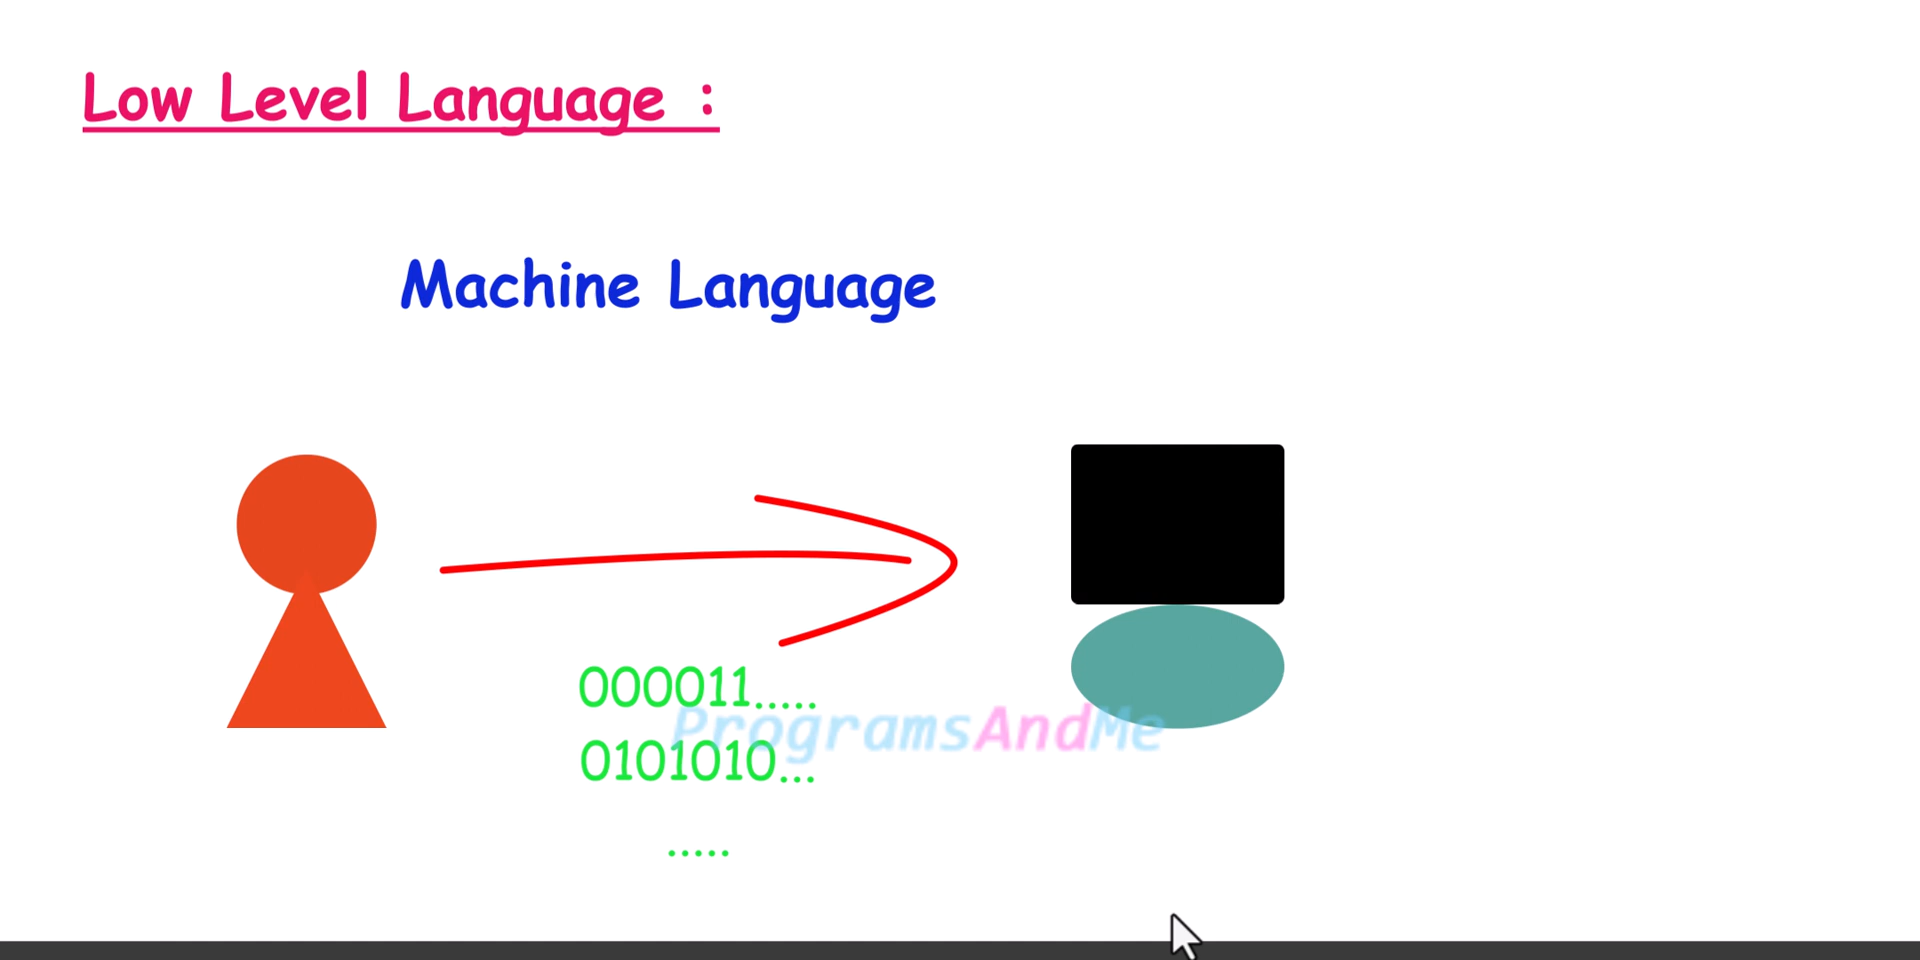 Low Level Language :
Machine Language
000011.....
ProgramsAndMe
0101010...
.....